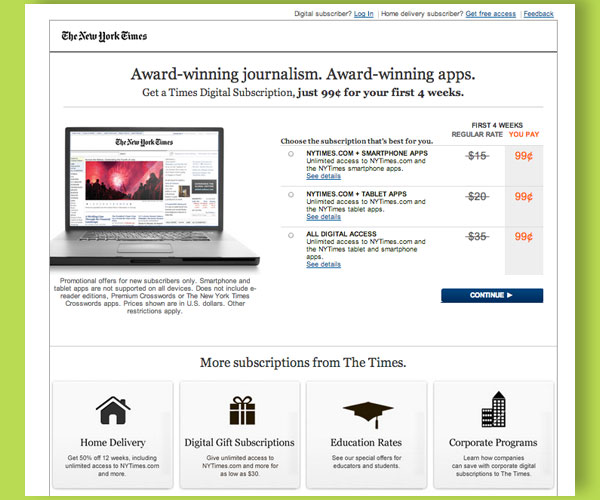 Digital subscriber? Log In | Home delivery subscriber? Get free access | Feedback
The New York Times
Award-winning journalism. Award-winning apps.
Get a Times Digital Subscription, just 99¢ for your first 4 weeks.
The New York Times
FIRST 4 WEEKS
Choose the subscription that's best for you. REGULAR RATE YOU PAY
NYTIMES.COM + SMARTPHONE APPS $15 99¢
Unlimited access to NYTimes.com and
the NYTimes smartphone apps.
See details
NYTIMES.COM + TABLET APPS $20 99¢
Unlimited access to NYTimes.com and
the NYTimes tablet apps.
See details
ALL DIGITAL ACCESS $35 99¢
Unlimited access to NYTimes.com and
the NYTimes tablet and smartphone
apps.
See details
Promotional offers for new subscribers only. Smartphone and
tablet apps are not supported on all devices. Does not include e-
reader editions, Premium Crosswords or The New York Times
Crosswords apps. Prices shown are in U.S. dollars. Other
restrictions apply.
CONTINUE
More subscriptions from The Times.
Home Delivery
Get 50% off 12 weeks, including
unlimited access to NYTimes.com
and more.
Digital Gift Subscriptions
Give unlimited access to
NYTimes.com and more for
as low as $30.
Education Rates
See our special offers for
educators and students.
Corporate Programs
Learn how companies
can save with corporate digital
subscriptions to The Times.